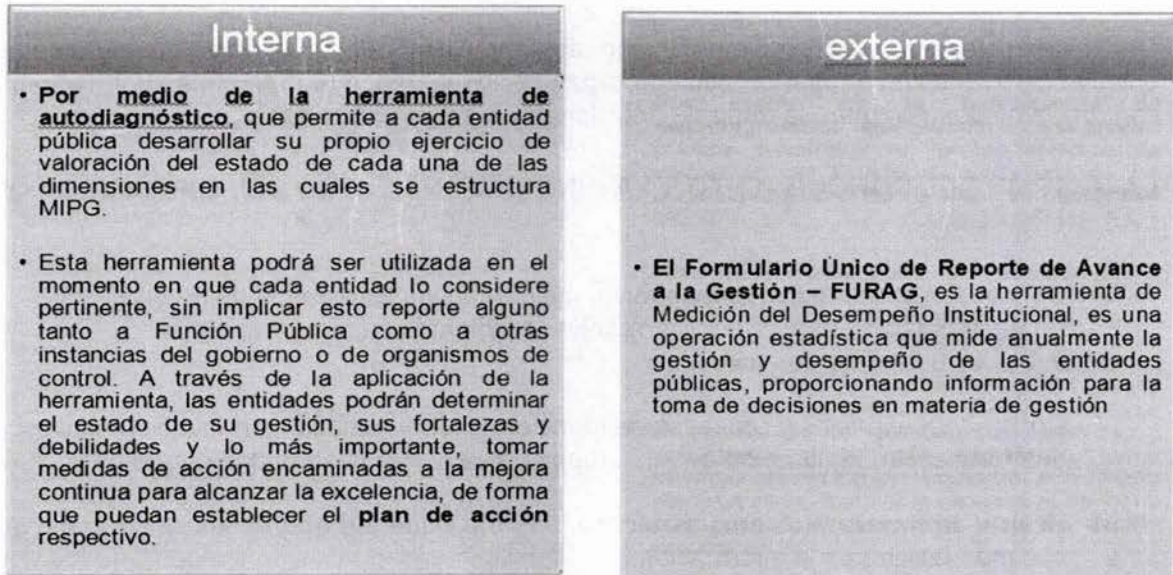 Interna
• Por medio de la herramienta de
autodiagnóstico, que permite a cada entidad
pública desarrollar su propio ejercicio de
valoración del estado de cada una de las
dimensiones en las cuales se estructura
MIPG.
• Esta herramienta podrá ser utilizada en el
momento en que cada entidad lo considere
pertinente, sin implicar esto reporte alguno
tanto a Función Pública como a otras
instancias del gobierno o de organismos de
control. A través de la aplicación de la
herramienta, las entidades podrán determinar
el estado de su gestión, sus fortalezas y
debilidades y lo más importante, tomar
medidas de acción encaminadas a la mejora
continua para alcanzar la excelencia, de forma
que puedan establecer el plan de acción
respectivo.
externa
• El Formulario Único de Reporte de Avance
a la Gestión – FURAG, es la herramienta de
Medición del Desempeño Institucional, es una
operación estadística que mide anualmente la
gestión y desempeño de las entidades
públicas, proporcionando información para la
toma de decisiones en materia de gestión